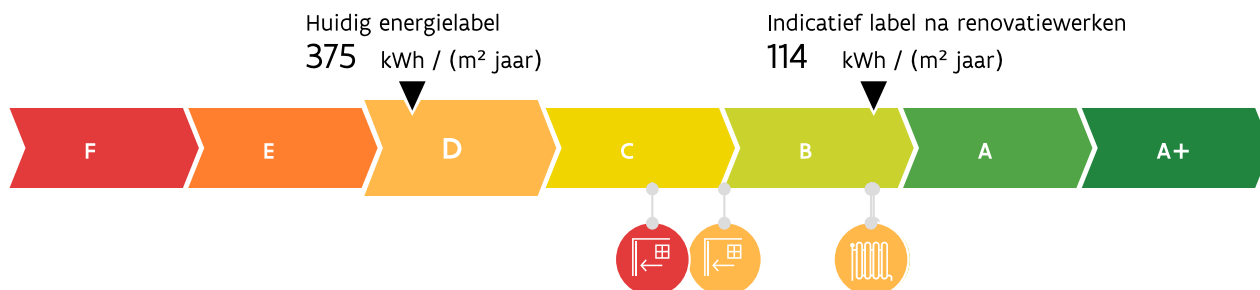 Huidig energielabel
375 kWh / (m² jaar)
Indicatief label na renovatiewerken
114 kWh / (m² jaar)
F E D C B A A+